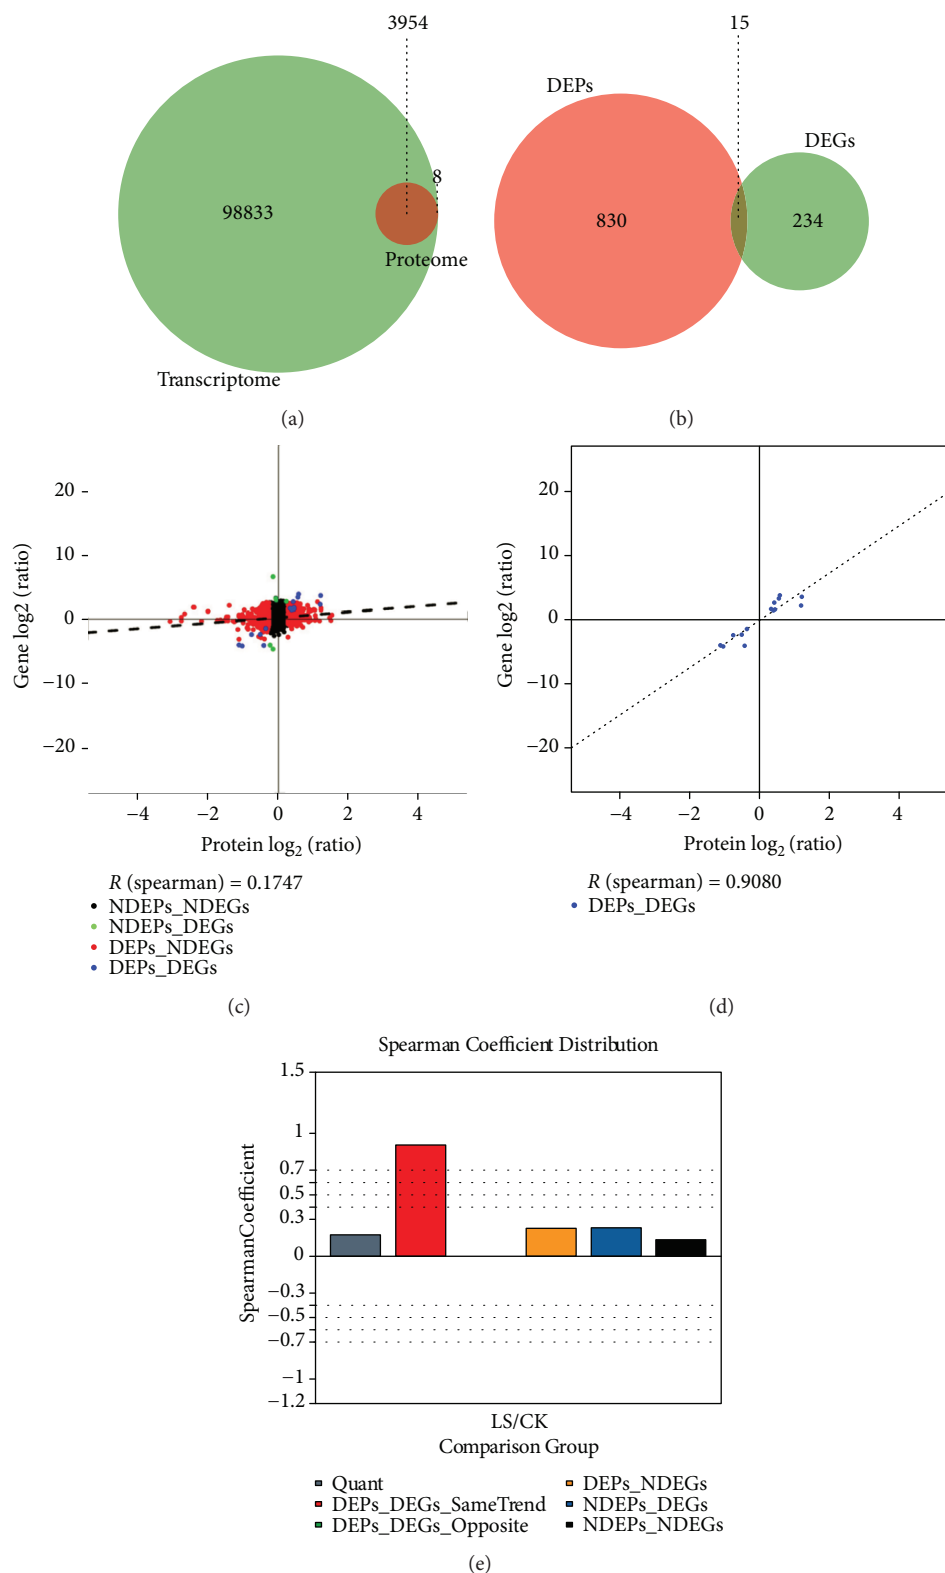 3954
8
98833
Proteome
Transcriptome
(a)
15
DEPs
DEGs
830
234
(b)
Gene log2 (ratio)
20
10
0
−10
−20
−4
−2
0
2
4
Protein log2 (ratio)
R (spearman) = 0.1747
NDEPs_NDEGs
NDEPs_DEGs
DEPs_NDEGs
DEPs_DEGs
(c)
Gene log2 (ratio)
20
10
0
−10
−20
−4
−2
0
2
4
Protein log2 (ratio)
R (spearman) = 0.9080
DEPs_DEGs
(d)
Spearman Coefficient Distribution
SpearmanCoefficient
1.5
1
0.7
0.5
0.3
0
−0.3
−0.5
−0.7
−1
−1.2
LS/CK
Comparison Group
Quant
DEPs_DEGs_SameTrend
DEPs_DEGs_Opposite
DEPs_NDEGs
NDEPs_DEGs
NDEPs_NDEGs
(e)